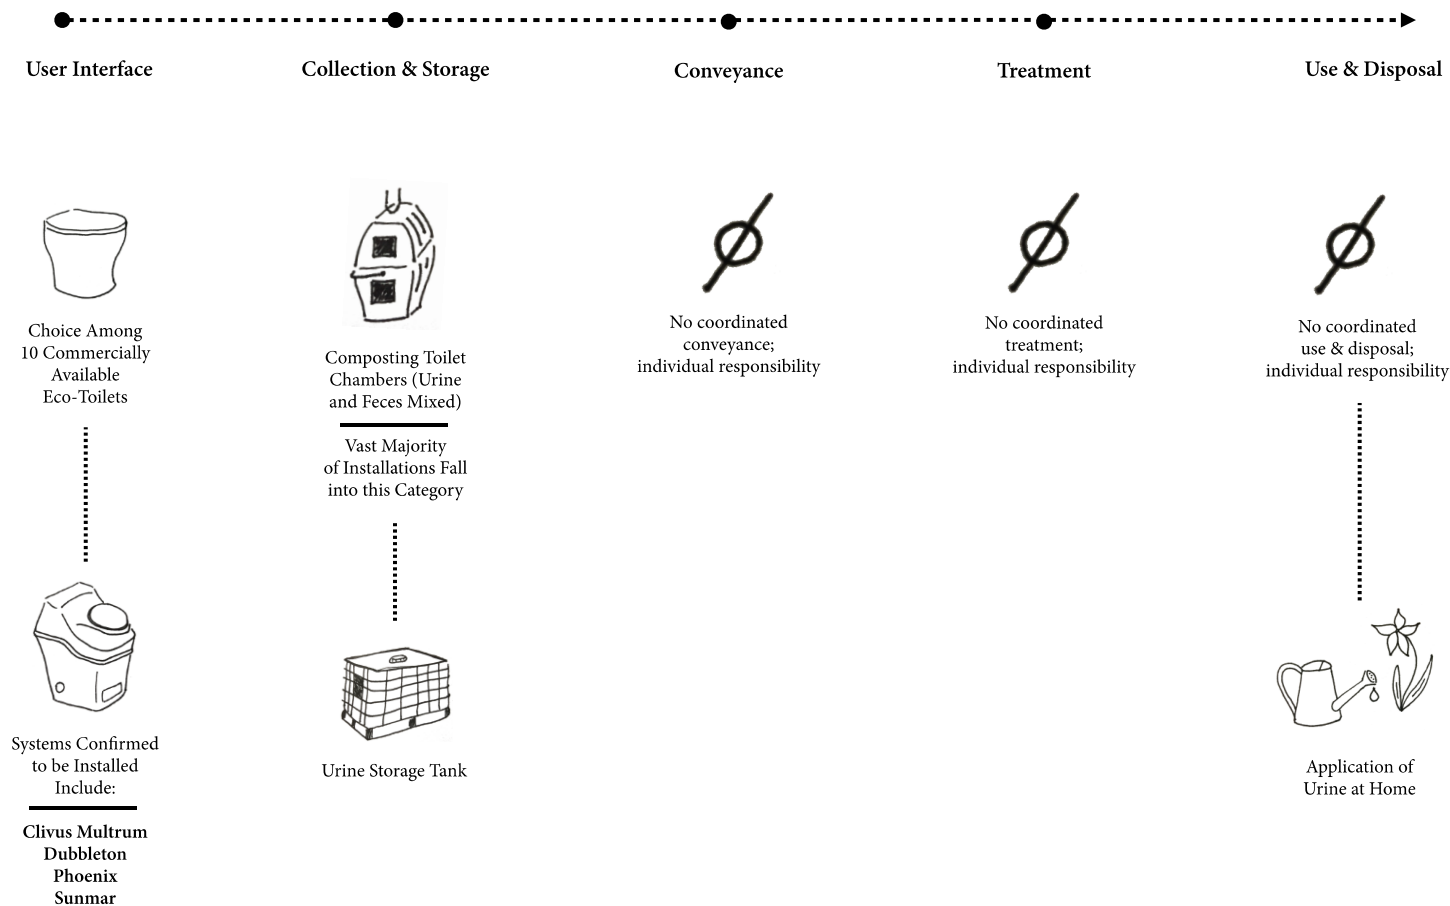 User Interface
Collection & Storage
Conveyance
Treatment
Use & Disposal
Choice Among
10 Commercially
Available
Eco-Toilets
Systems Confirmed
to be Installed
Include:
Clivus Multrum
Dubbleton
Phoenix
Sunmar
Composting Toilet
Chambers (Urine
and Feces Mixed)
Vast Majority
of Installations Fall
into this Category
Urine Storage Tank
No coordinated
conveyance;
individual responsibility
No coordinated
treatment;
individual responsibility
No coordinated
use & disposal;
individual responsibility
Application of
Urine at Home